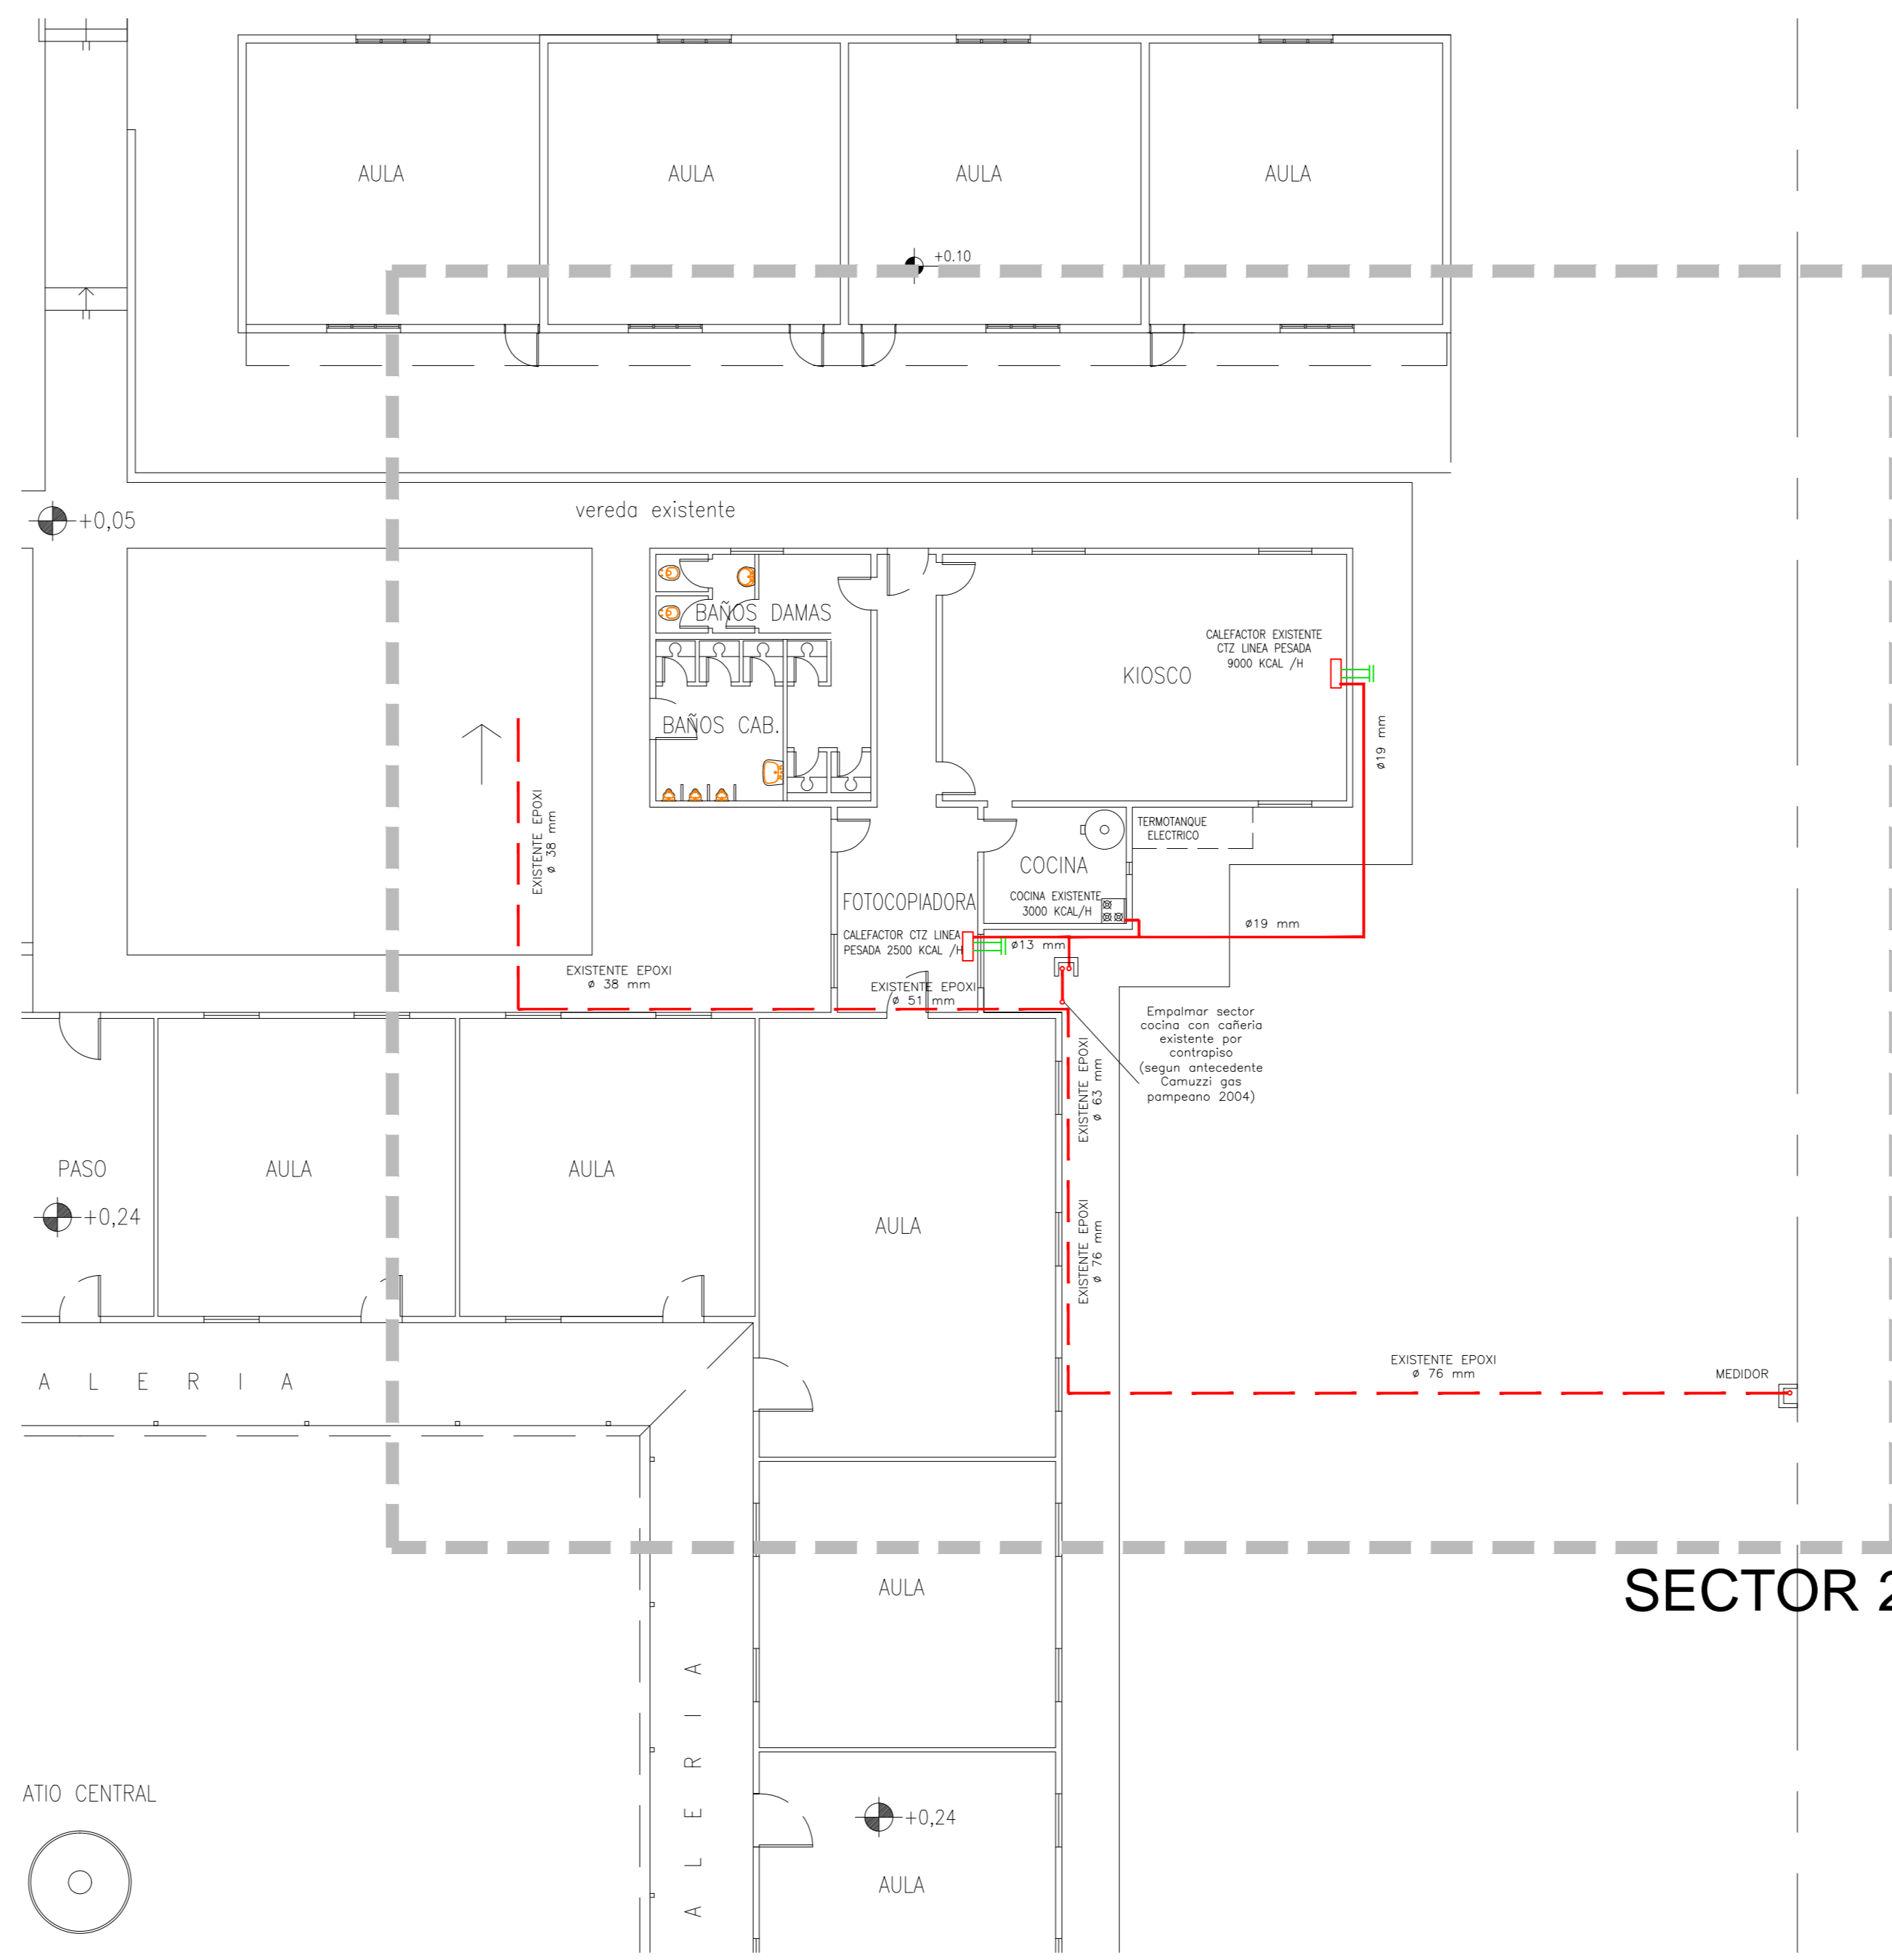 AULA
AULA
AULA
AULA
+0.10
+0,05
vereda existente
BAÑOS DAMAS
CALEFACTOR EXISTENTE
CTZ LINEA PESADA
9000 KCAL /H
KIOSCO
BAÑOS CAB.
ø19 mm
EXISTENTE EPOXI
ø 38 mm
TERMOTANQUE
ELECTRICO
COCINA
COCINA EXISTENTE
3000 KCAL/H
FOTOCOPIADORA
CALEFACTOR CTZ LINEA
PESADA 2500 KCAL /H
ø13 mm
ø19 mm
EXISTENTE EPOXI
ø 38 mm
EXISTENTE EPOXI
ø 51 mm
Empalmar sector
cocina con cañeria
existente por
contrapiso
(segun antecedente
Camuzzi gas
pampeano 2004)
EXISTENTE EPOXI
ø 63 mm
PASO
+0,24
AULA
AULA
AULA
EXISTENTE EPOXI
ø 76 mm
A L E R I A
EXISTENTE EPOXI
ø 76 mm
MEDIDOR
SECTOR 2
AULA
A L E R I A
ATIO CENTRAL
+0,24
AULA